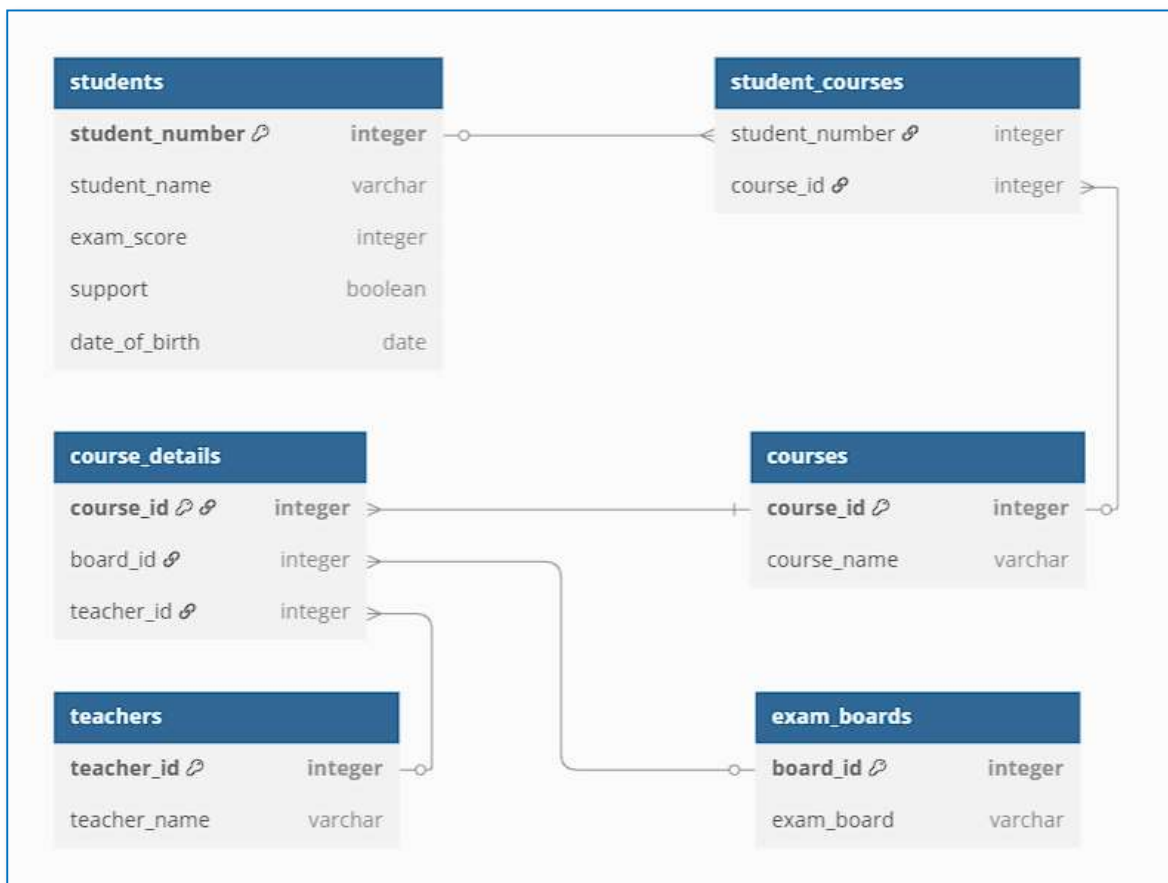 students
student_number integer
student_name varchar
exam_score integer
support boolean
date_of_birth date
student_courses
student_number integer
course_id integer
course_details
course_id integer
board_id integer
teacher_id integer
courses
course_id integer
course_name varchar
teachers
teacher_id integer
teacher_name varchar
exam_boards
board_id integer
exam_board varchar